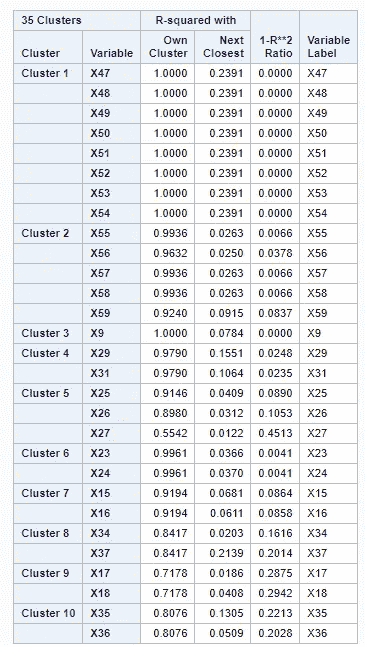 35 Clusters R-squared with
Own Next 1-R**2 Variable
Cluster Variable Cluster Closest Ratio Label
Cluster 1 X47 1.0000 0.2391 0.0000 X47
X48 1.0000 0.2391 0.0000 X48
X49 1.0000 0.2391 0.0000 X49
X50 1.0000 0.2391 0.0000 X50
X51 1.0000 0.2391 0.0000 X51
X52 1.0000 0.2391 0.0000 X52
X53 1.0000 0.2391 0.0000 X53
X54 1.0000 0.2391 0.0000 X54
Cluster 2 X55 0.9936 0.0263 0.0066 X55
X56 0.9632 0.0250 0.0378 X56
X57 0.9936 0.0263 0.0066 X57
X58 0.9936 0.0263 0.0066 X58
X59 0.9240 0.0915 0.0837 X59
Cluster 3 X9 1.0000 0.0784 0.0000 X9
Cluster 4 X29 0.9790 0.1551 0.0248 X29
X31 0.9790 0.1064 0.0235 X31
Cluster 5 X25 0.9146 0.0409 0.0890 X25
X26 0.8980 0.0312 0.1053 X26
X27 0.5542 0.0122 0.4513 X27
Cluster 6 X23 0.9961 0.0366 0.0041 X23
X24 0.9961 0.0370 0.0041 X24
Cluster 7 X15 0.9194 0.0681 0.0864 X15
X16 0.9194 0.0611 0.0858 X16
Cluster 8 X34 0.8417 0.0203 0.1616 X34
X37 0.8417 0.2139 0.2014 X37
Cluster 9 X17 0.7178 0.0186 0.2875 X17
X18 0.7178 0.0408 0.2942 X18
Cluster 10 X35 0.8076 0.1305 0.2213 X35
X36 0.8076 0.0509 0.2028 X36